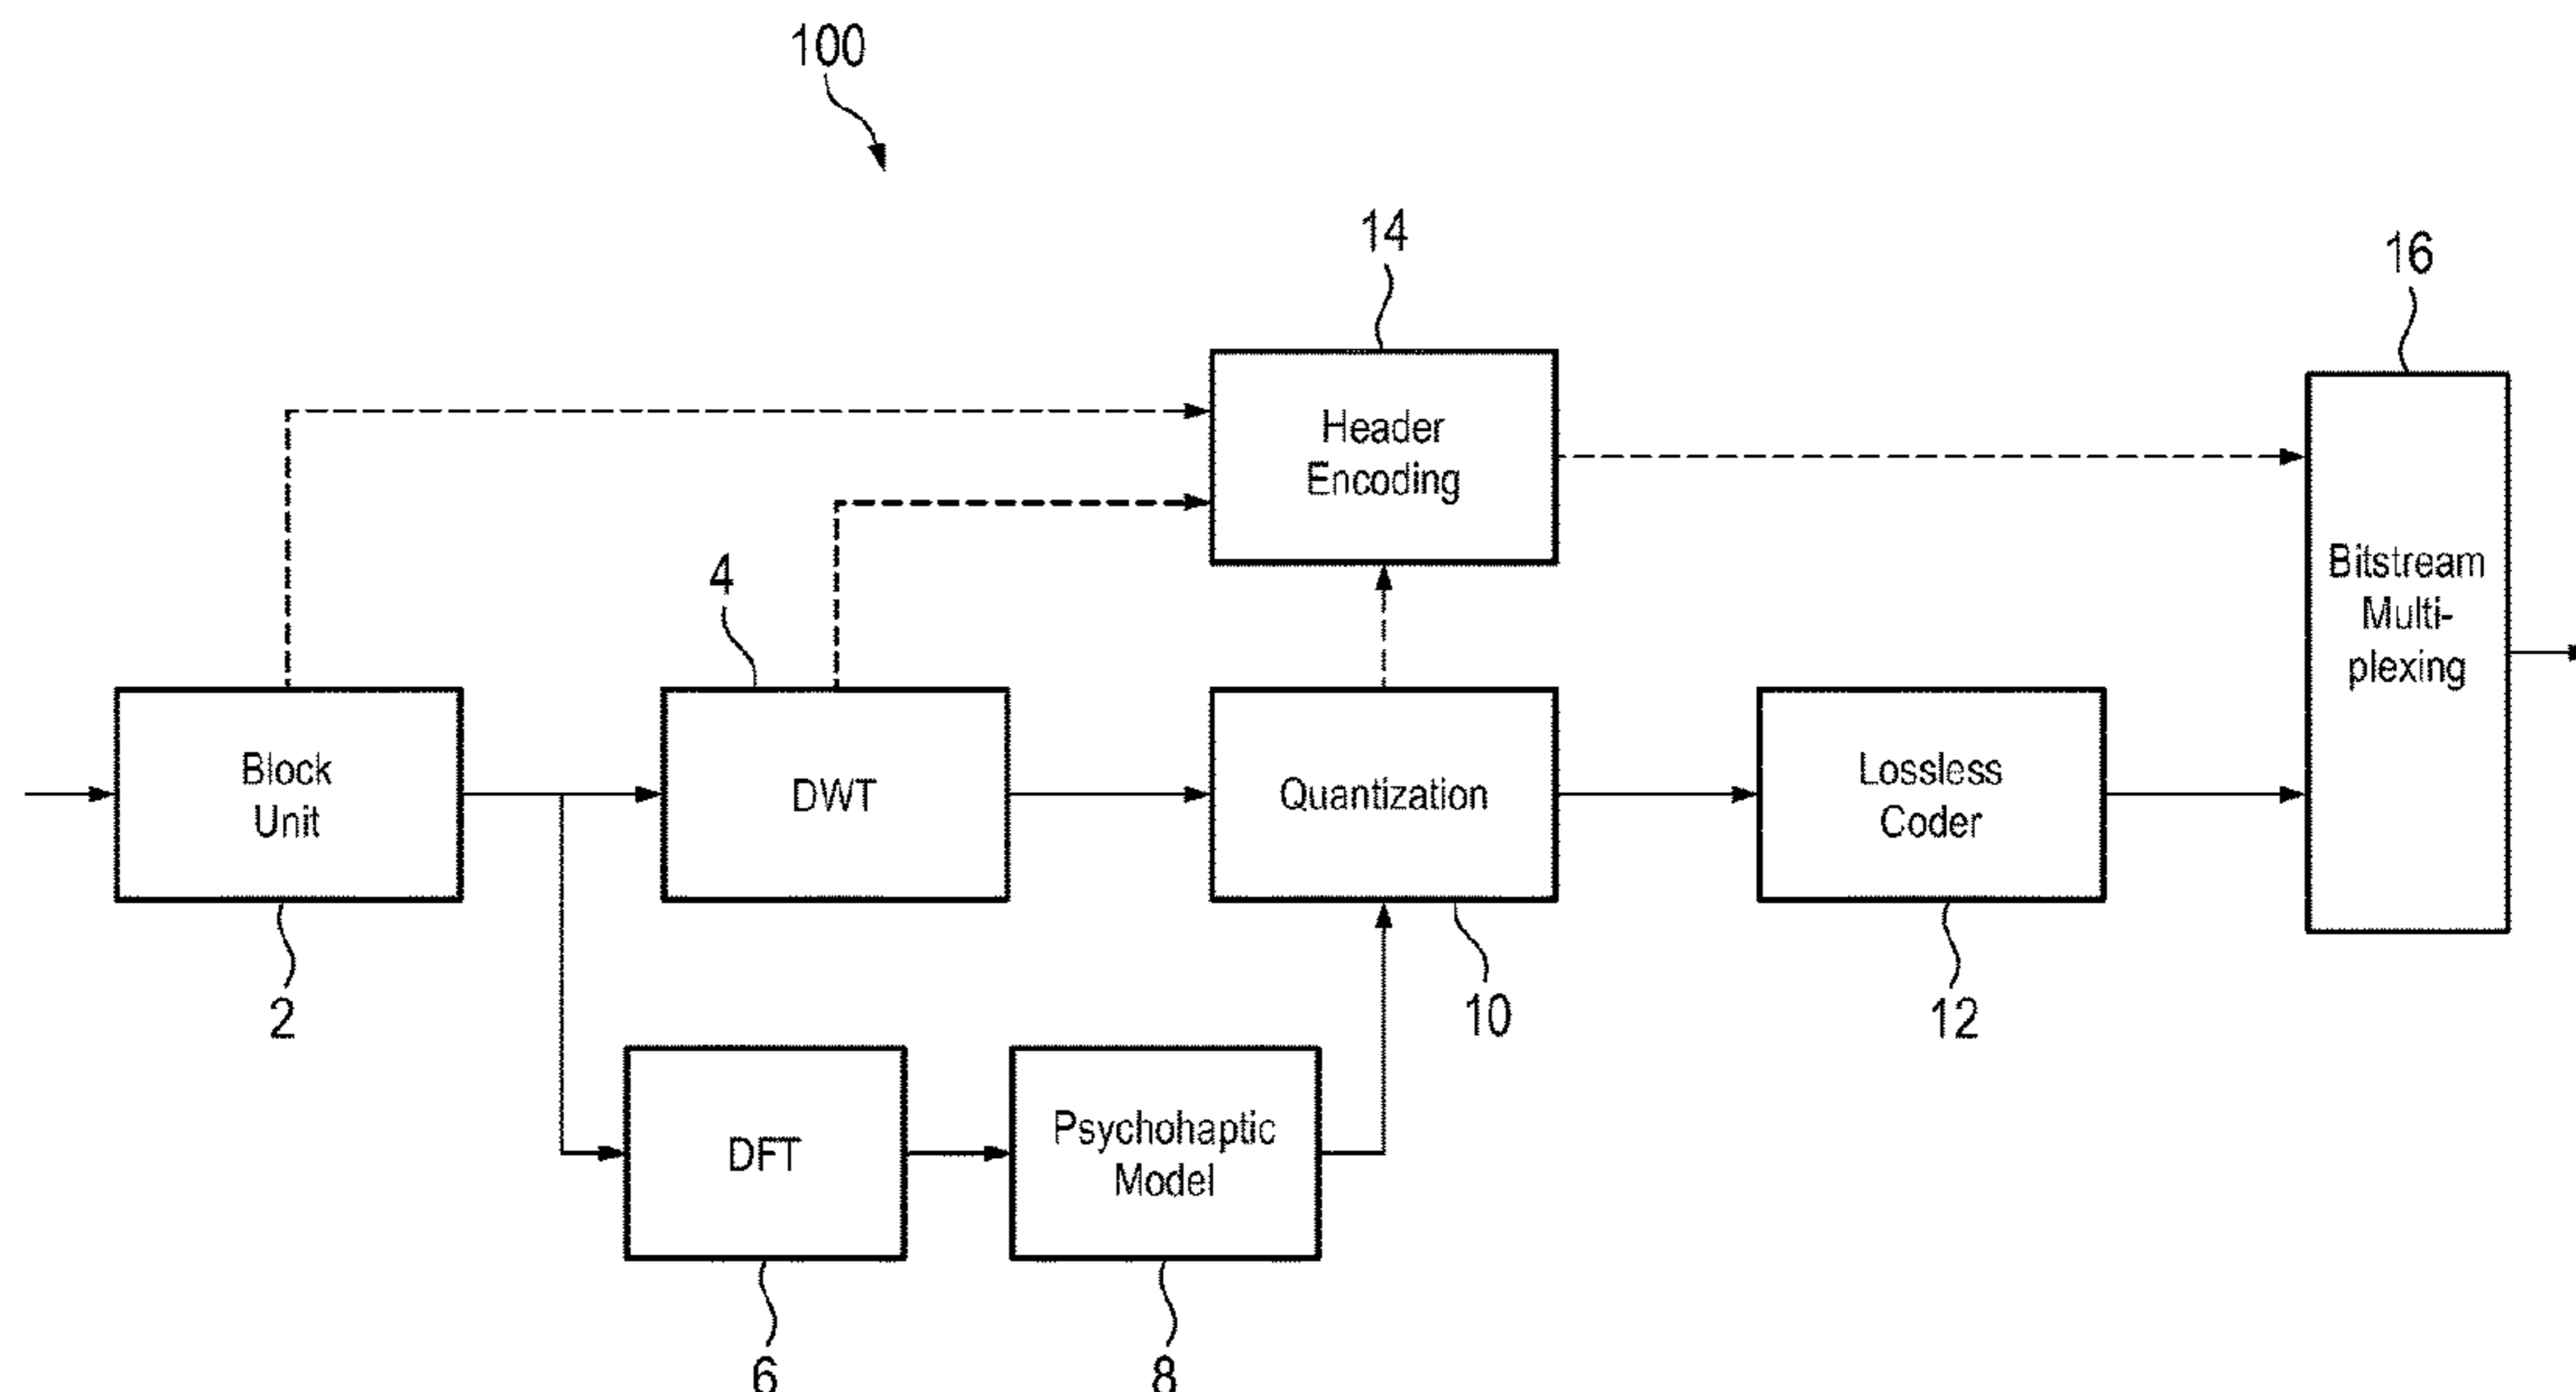 100
14
16
Header
Encoding
Bitstream
Multi-
plexing
4
Block
Unit
DWT
Quantization
Lossless
Coder
2
10
12
DFT
Psychohaptic
Model
6
8